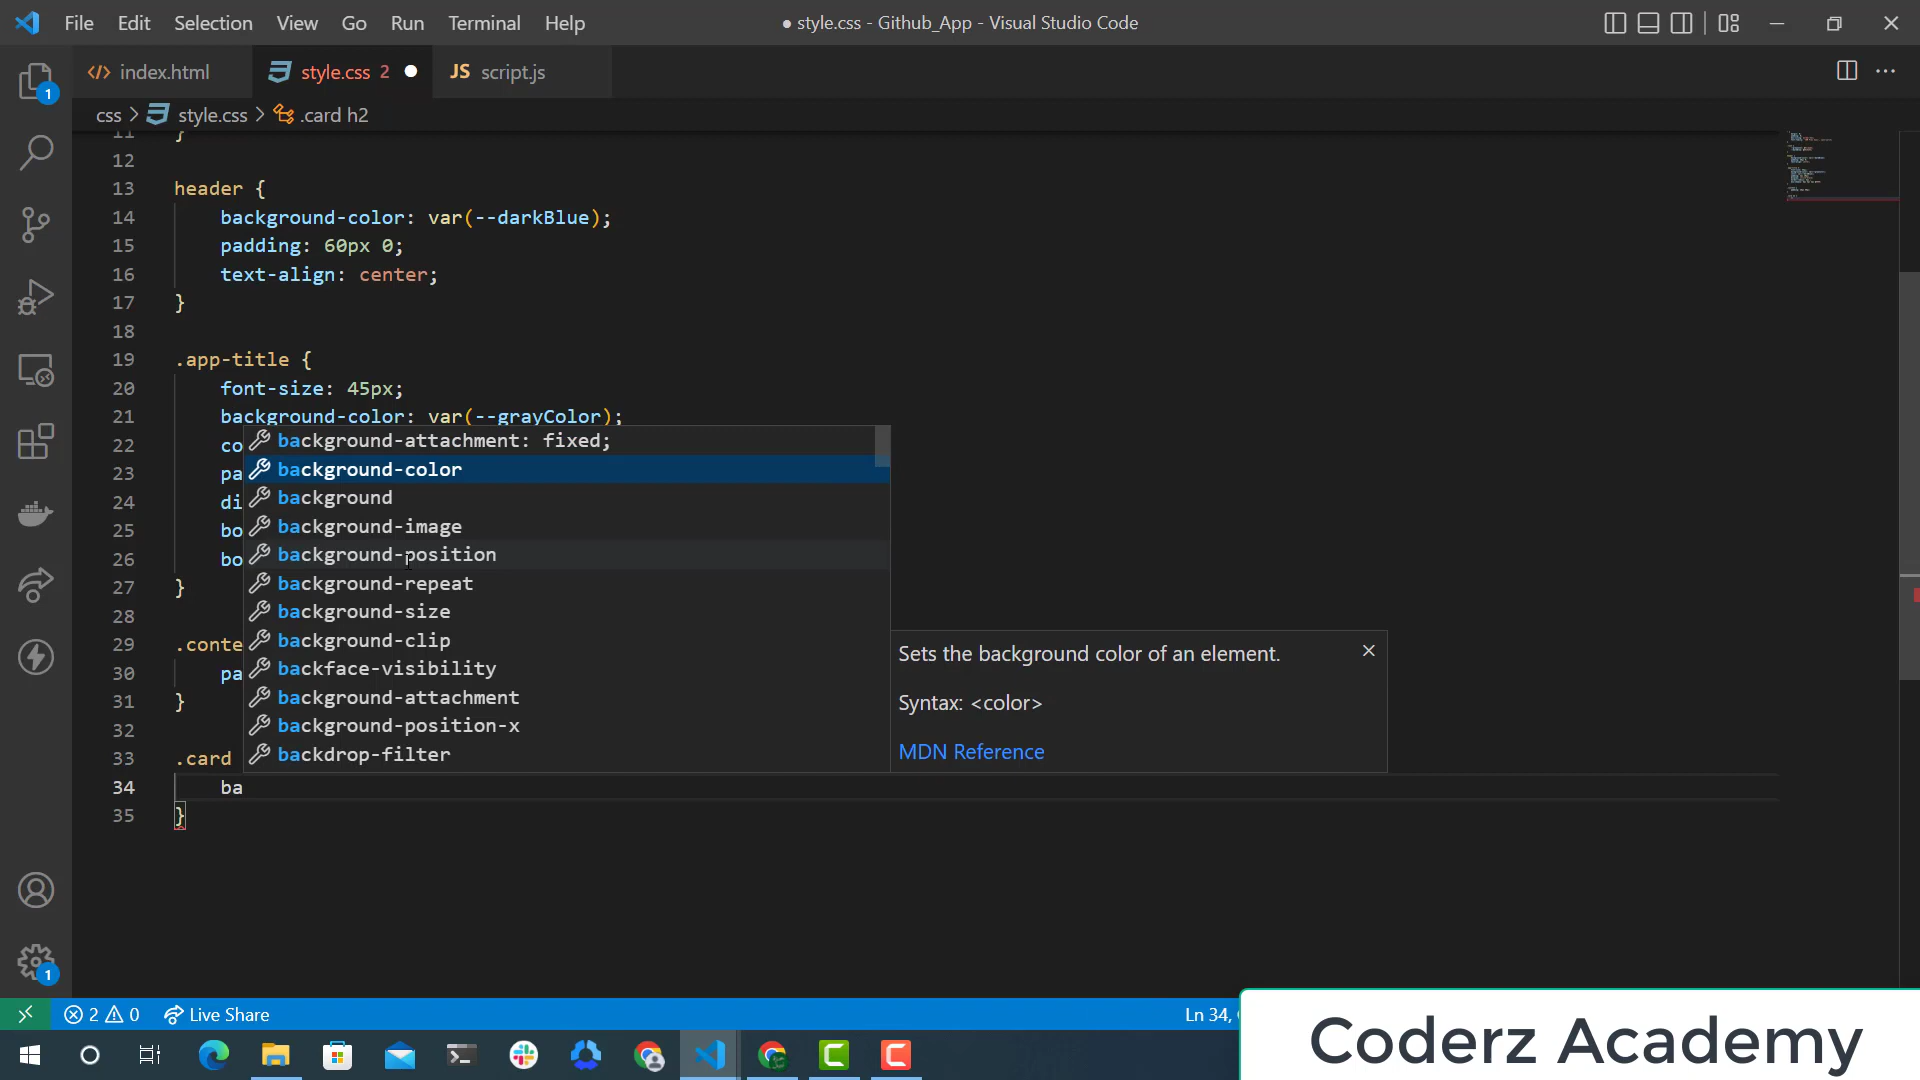 File Edit Selection View Go Run Terminal Help
● style.css - Github_App - Visual Studio Code
index.html
style.css 2
JS script.js
css > style.css > .card h2
11 }
12
13 header {
14 background-color: var(--darkBlue);
15 padding: 60px 0;
16 text-align: center;
17 }
18
19 .app-title {
20 font-size: 45px;
21 background-color: var(--grayColor);
22 co
23 pa
24 di
25 bo
26 bo
27 }
28
29 .conte
30 pa
31 }
32
33 .card
34 ba
35 }
background-attachment: fixed;
background-color
background
background-image
background-position
background-repeat
background-size
background-clip
backface-visibility
background-attachment
background-position-x
backdrop-filter
Sets the background color of an element.
Syntax: <color>
MDN Reference
1
1
2 0 Live Share
Ln 34,
Coderz Academy